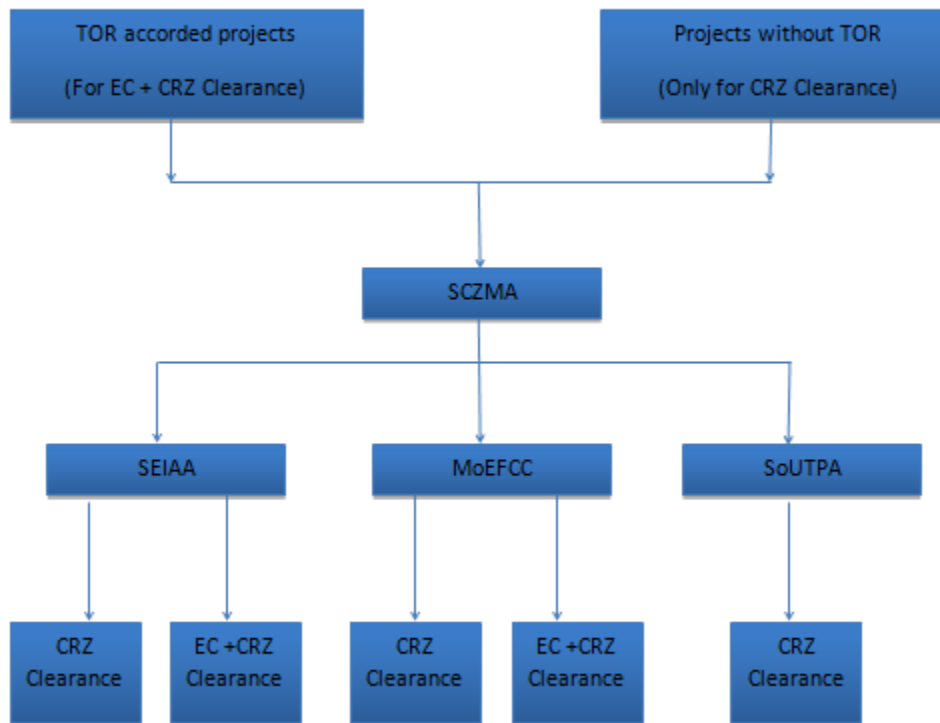 TOR accorded projects
(For EC + CRZ Clearance)
Projects without TOR
(Only for CRZ Clearance)
SCZMA
SEIAA
MoEFCC
SoUTPA
CRZ
Clearance
EC +CRZ
Clearance
CRZ
Clearance
EC +CRZ
Clearance
CRZ
Clearance